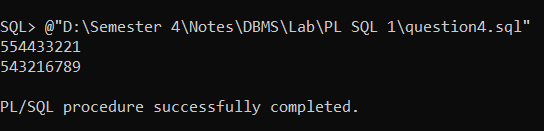 SQL> @"D:\Semester 4\Notes\DBMS\Lab\PL SQL 1\question4.sql"
554433221
543216789
PL/SQL procedure successfully completed.